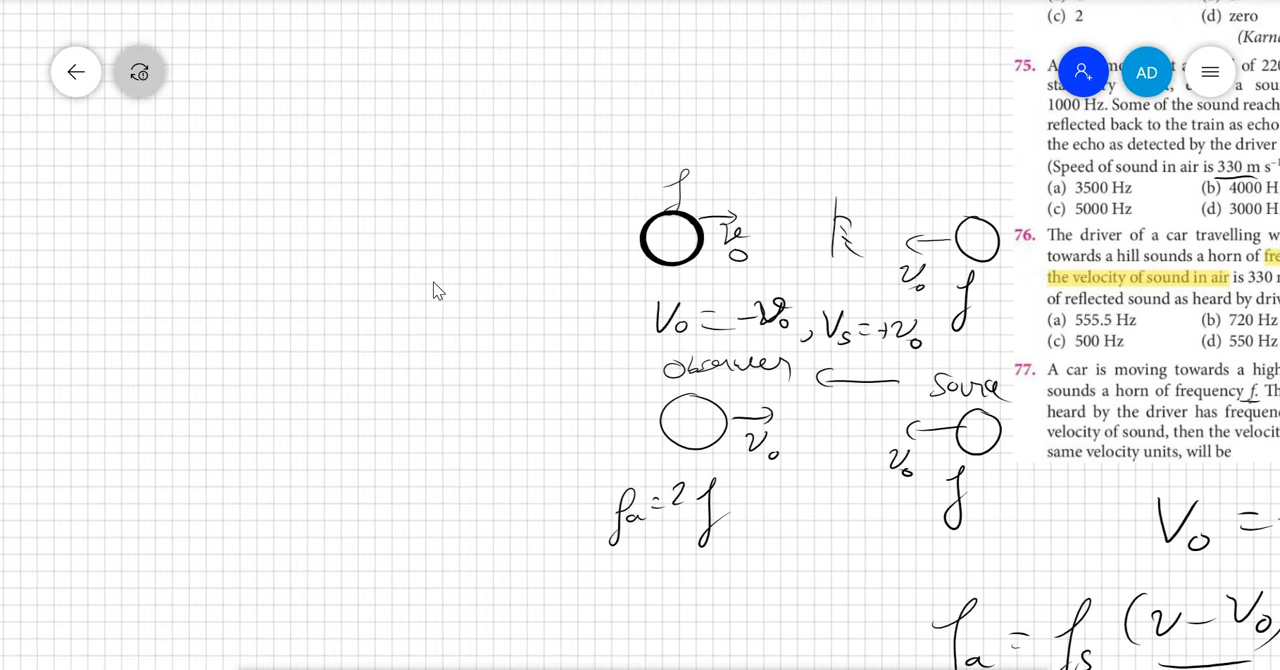 (c) 2 (d) zero
(Karna
75. A of 220
a sou
1000 Hz. Some of the sound reach
reflected back to the train as echo
the echo as detected by the driver
(Speed of sound in air is 330 m s⁻¹
(a) 3500 Hz (b) 4000 H
(c) 5000 Hz (d) 3000 H
76. The driver of a car travelling w
towards a hill sounds a horn of fre
the velocity of sound in air is 330 m
of reflected sound as heard by driv
(a) 555.5 Hz (b) 720 Hz
(c) 500 Hz (d) 550 Hz
77. A car is moving towards a high
sounds a horn of frequency f. Th
heard by the driver has frequen
velocity of sound, then the velocit
same velocity units, will be
AD
f
v₀
v₀
f
V₀ = -v₀, Vₛ = +v₀
Observer
Source
v₀
v₀
fₐ = 2f
f
V₀ =
fₐ = fₛ (v - V₀)